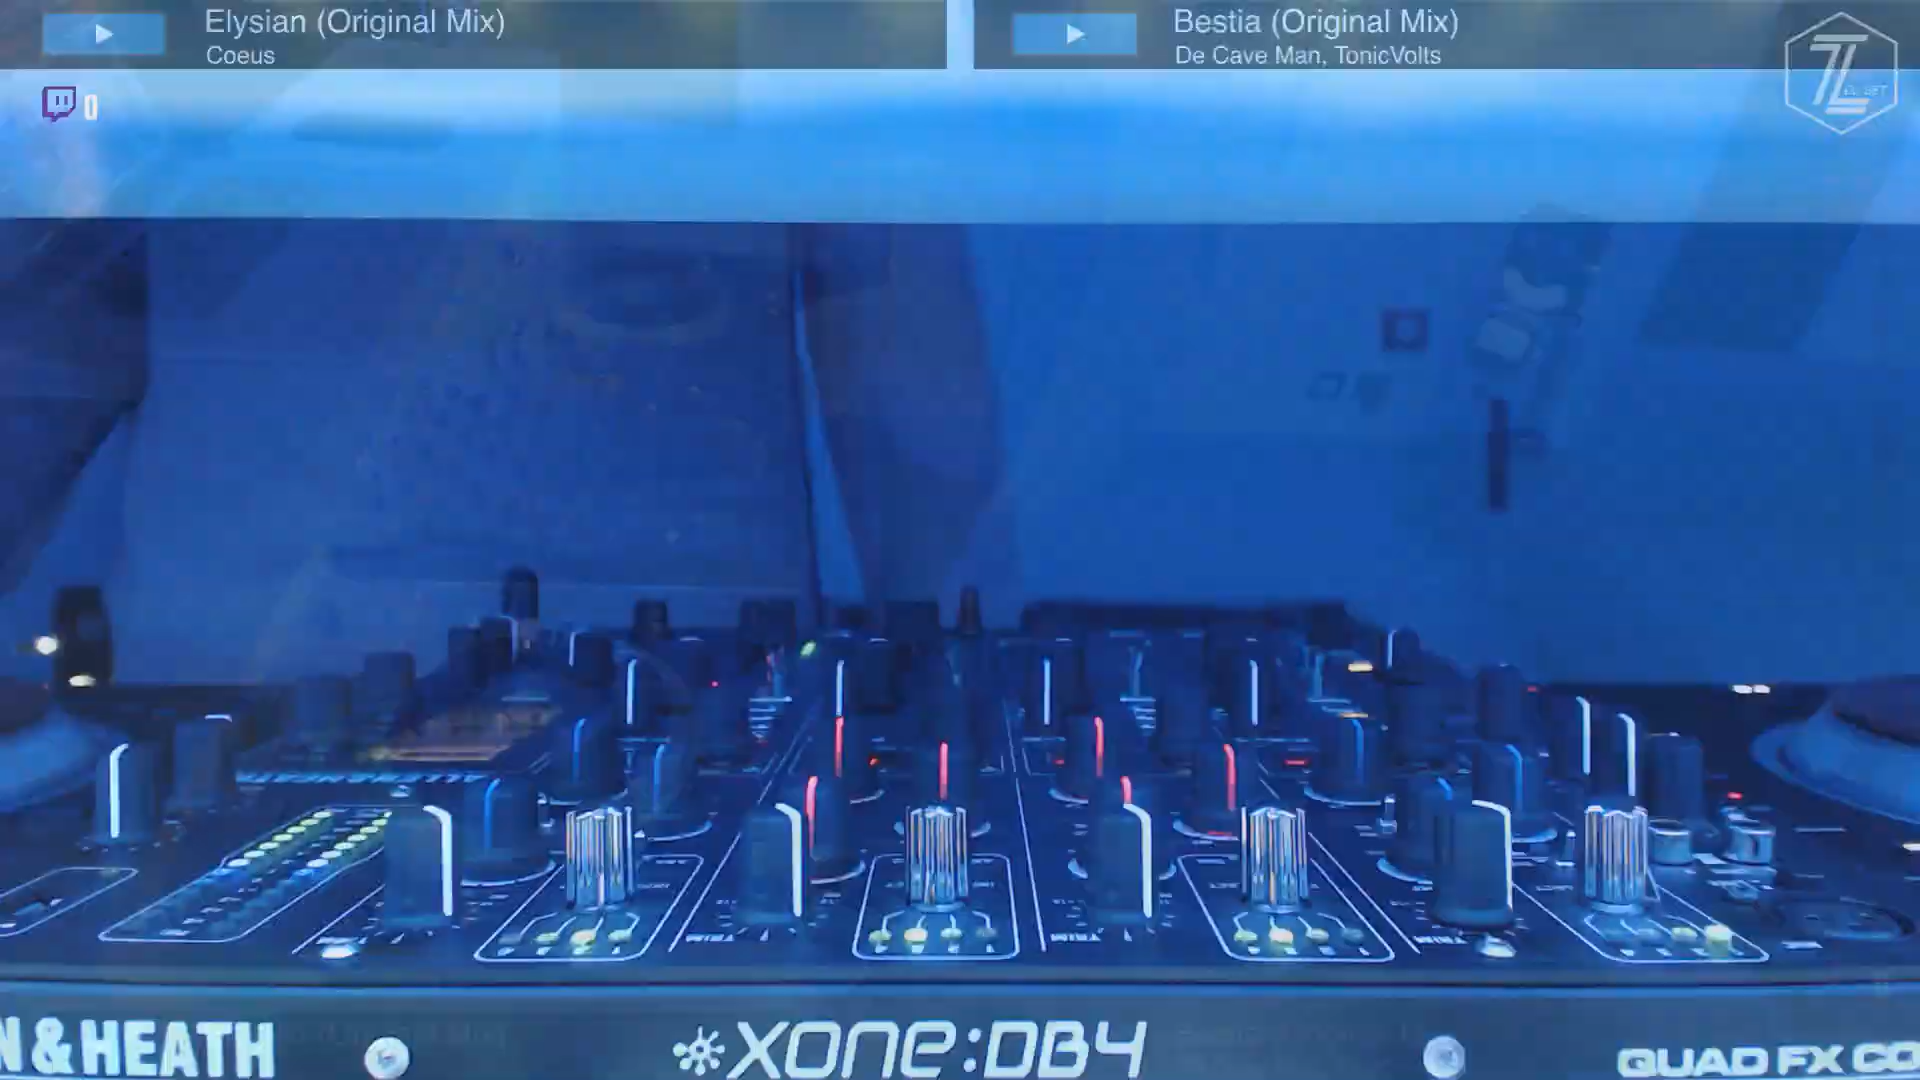 Elysian (Original Mix)
Coeus
Bestia (Original Mix)
De Cave Man, TonicVolts
0
N & HEATH
XONE:DB4
QUAD FX CO